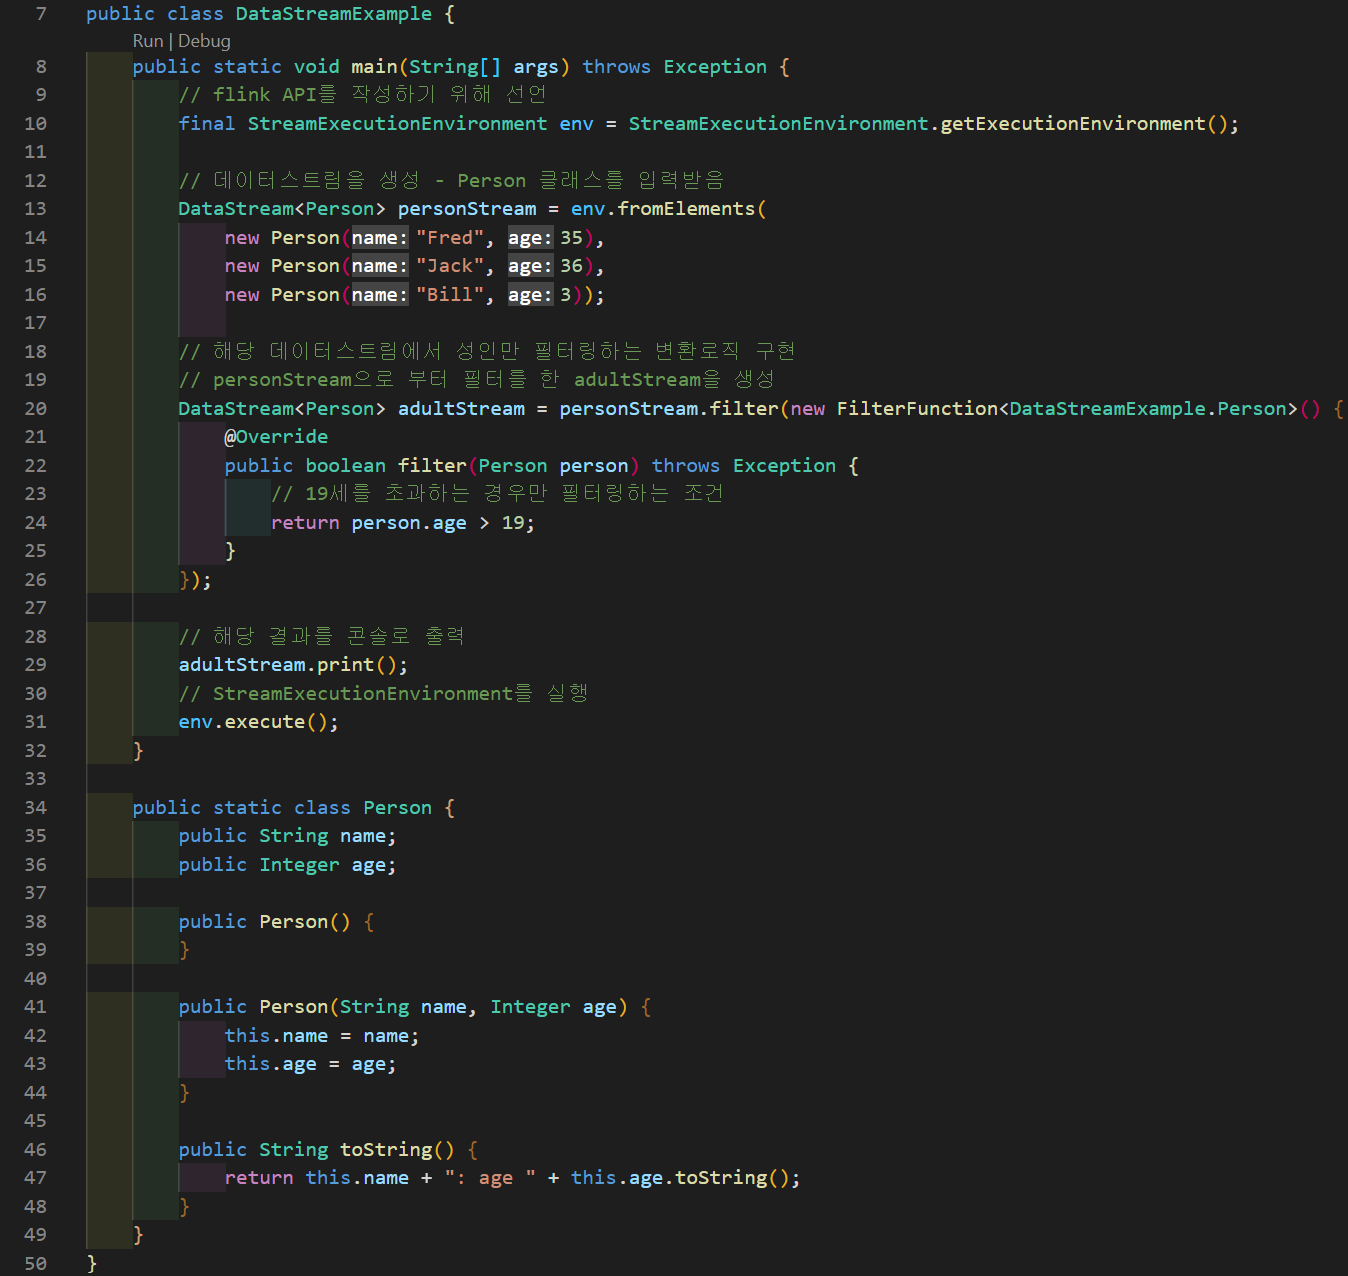 7 public class DataStreamExample {
Run | Debug
8 public static void main(String[] args) throws Exception {
9 // flink API를 작성하기 위해 선언
10 final StreamExecutionEnvironment env = StreamExecutionEnvironment.getExecutionEnvironment();
11
12 // 데이터스트림을 생성 - Person 클래스를 입력받음
13 DataStream<Person> personStream = env.fromElements(
14 new Person(name: "Fred", age: 35),
15 new Person(name: "Jack", age: 36),
16 new Person(name: "Bill", age: 3));
17
18 // 해당 데이터스트림에서 성인만 필터링하는 변환로직 구현
19 // personStream으로 부터 필터를 한 adultStream을 생성
20 DataStream<Person> adultStream = personStream.filter(new FilterFunction<DataStreamExample.Person>() {
21 @Override
22 public boolean filter(Person person) throws Exception {
23 // 19세를 초과하는 경우만 필터링하는 조건
24 return person.age > 19;
25 }
26 });
27
28 // 해당 결과를 콘솔로 출력
29 adultStream.print();
30 // StreamExecutionEnvironment를 실행
31 env.execute();
32 }
33
34 public static class Person {
35 public String name;
36 public Integer age;
37
38 public Person() {
39 }
40
41 public Person(String name, Integer age) {
42 this.name = name;
43 this.age = age;
44 }
45
46 public String toString() {
47 return this.name + ": age " + this.age.toString();
48 }
49 }
50 }